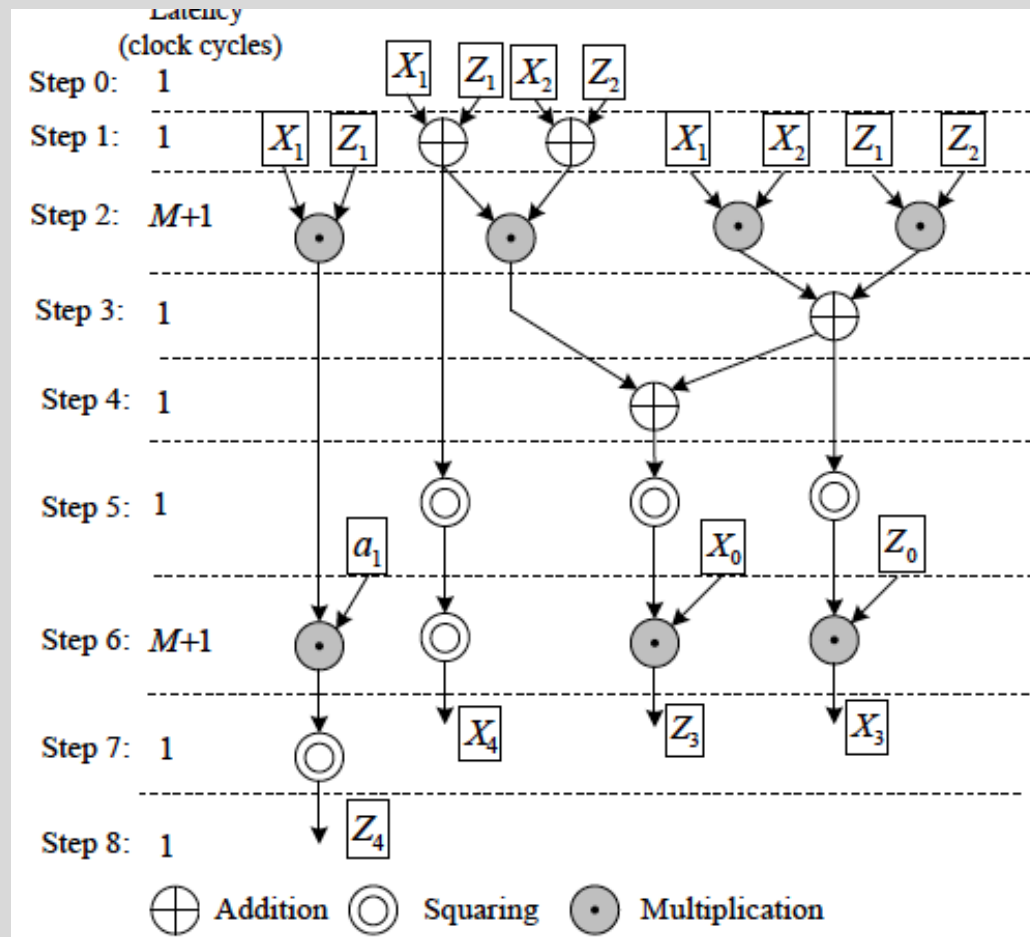 Latency
(clock cycles)
Step 0: 1
X₁ Z₁ X₂ Z₂
Step 1: 1
X₁ Z₁ X₁ X₂ Z₁ Z₂
Step 2: M+1
Step 3: 1
Step 4: 1
Step 5: 1
a₁ X₀ Z₀
Step 6: M+1
X₄ Z₃ X₃
Step 7: 1
Z₄
Step 8: 1
Addition Squaring Multiplication